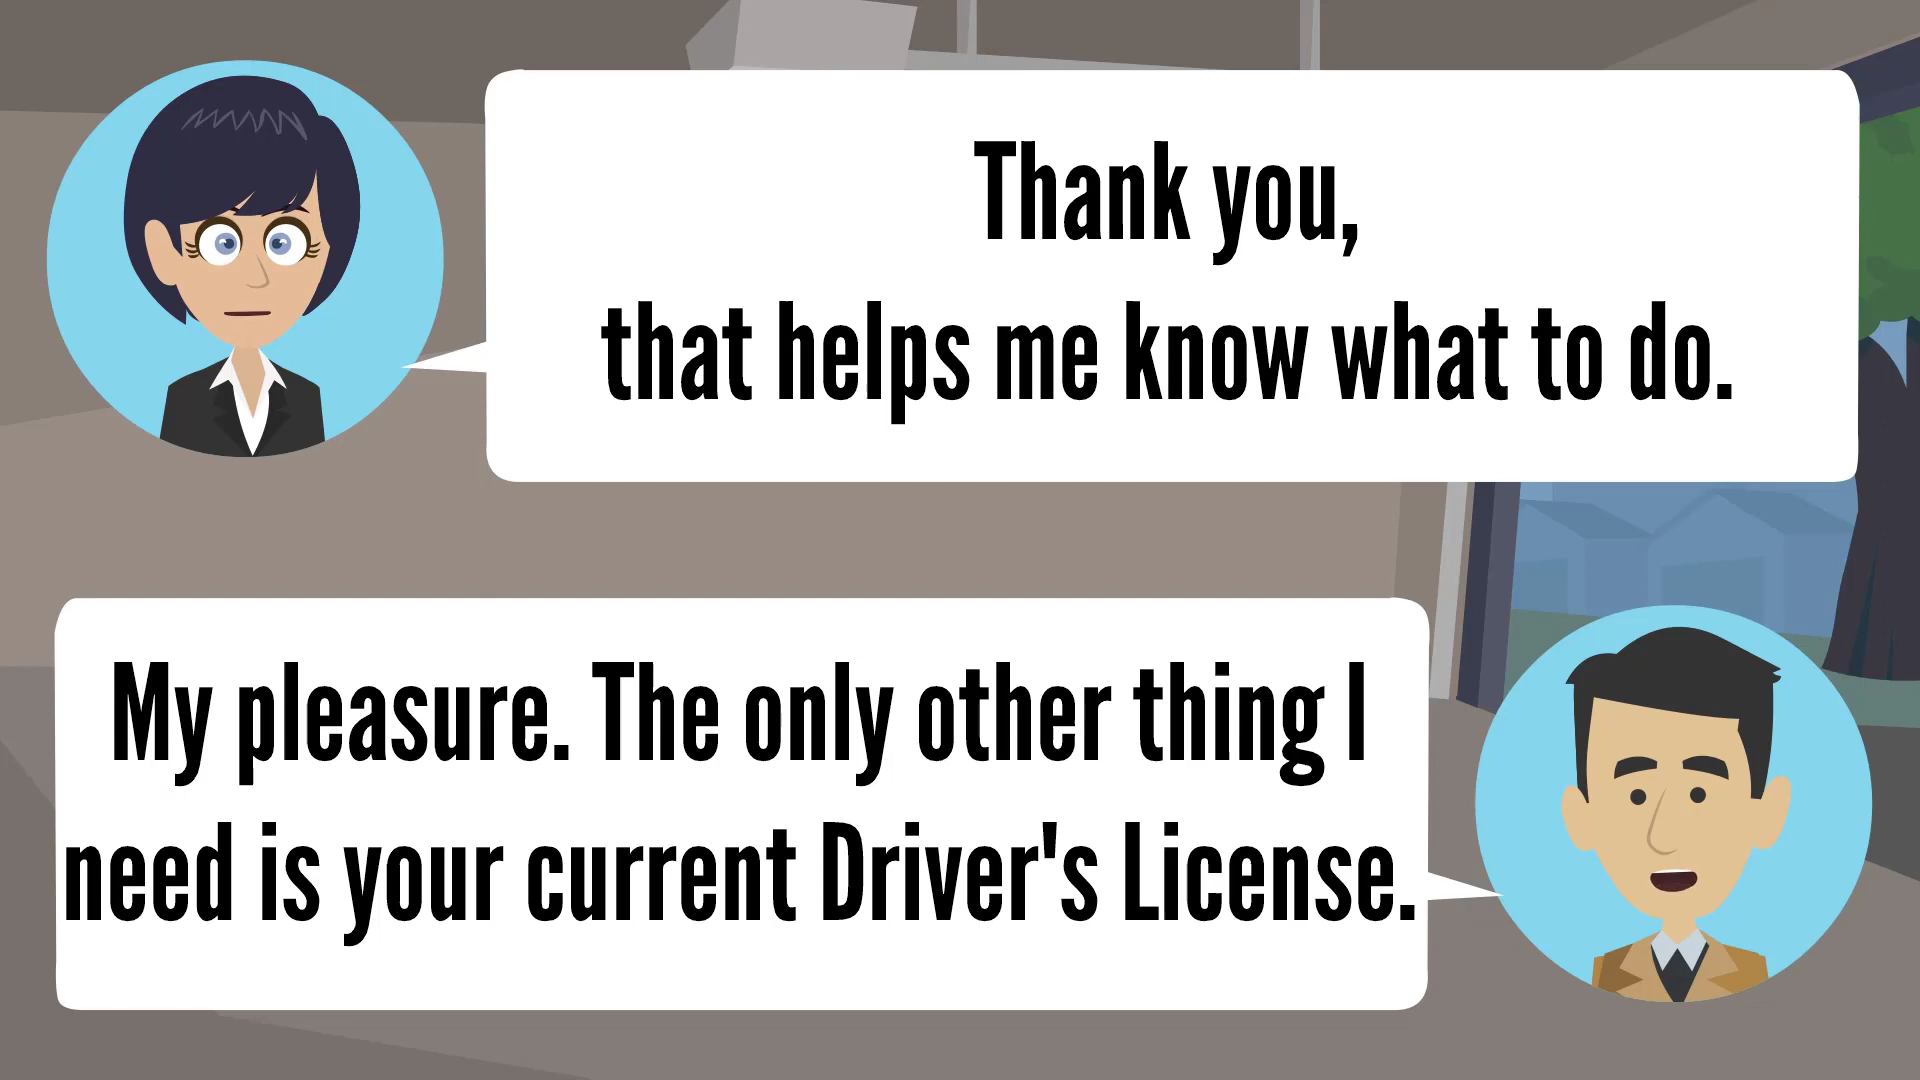 Thank you,
that helps me know what to do.
My pleasure. The only other thing I
need is your current Driver's License.